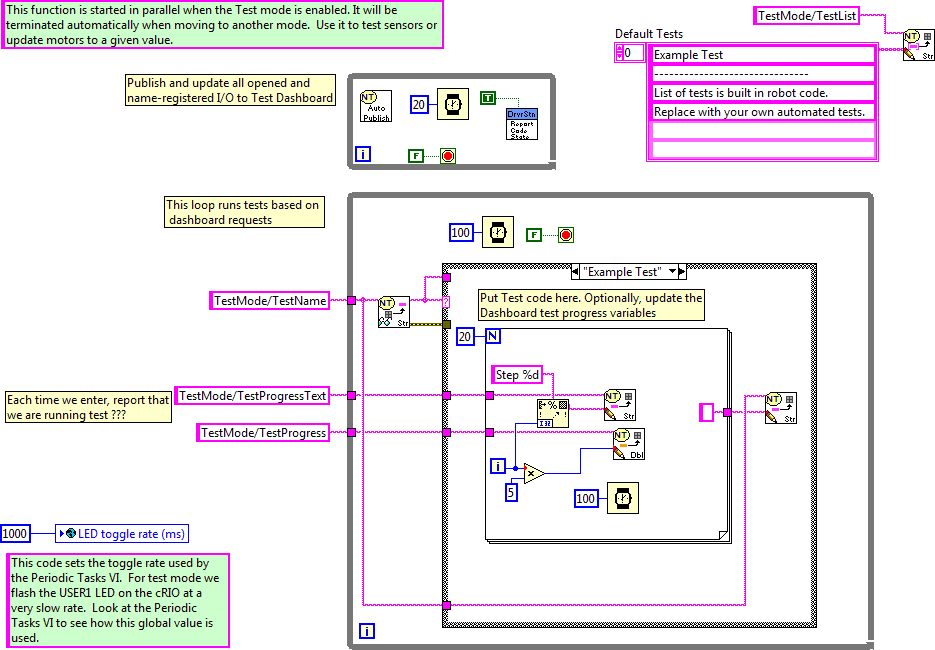 This function is started in parallel when the Test mode is enabled. It will be
terminated automatically when moving to another mode.  Use it to test sensors or
update motors to a given value.
TestMode/TestList
NT
Str
Default Tests
0
Example Test
------------------------------
List of tests is built in robot code.
Replace with your own automated tests.
Publish and update all opened and
name-registered I/O to Test Dashboard
NT
Auto
Publish
20
T
DrvrStn
Report
Code
State
i
F
This loop runs tests based on
dashboard requests
100
F
"Example Test"
TestMode/TestName
NT
Str
?
Put Test code here. Optionally, update the
Dashboard test progress variables
20
N
Step %d
Each time we enter, report that
we are running test ???
TestMode/TestProgressText
NT
Str
%
I32
NT
Str
TestMode/TestProgress
NT
Dbl
i
x
5
100
1000
LED toggle rate (ms)
This code sets the toggle rate used by
the Periodic Tasks VI.  For test mode we
flash the USER1 LED on the cRIO at a
very slow rate.  Look at the Periodic
Tasks VI to see how this global value is
used.
i